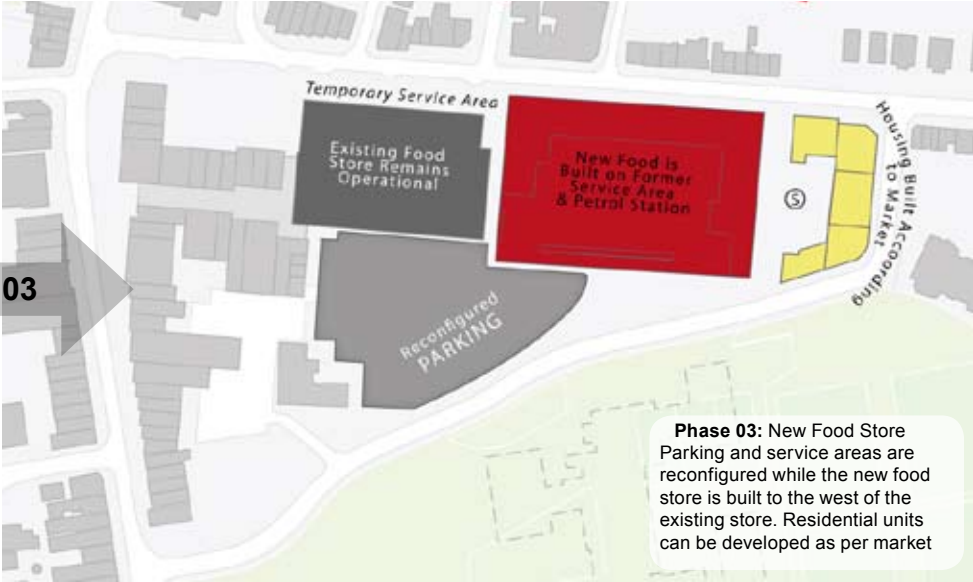 Temporary Service Area
Existing Food
Store Remains
Operational
New Food is
Built on Former
Service Area
& Petrol Station
S
Housing Built Accoording
to Market
03
Reconfigured
PARKING
Phase 03: New Food Store
Parking and service areas are
reconfigured while the new food
store is built to the west of the
existing store. Residential units
can be developed as per market